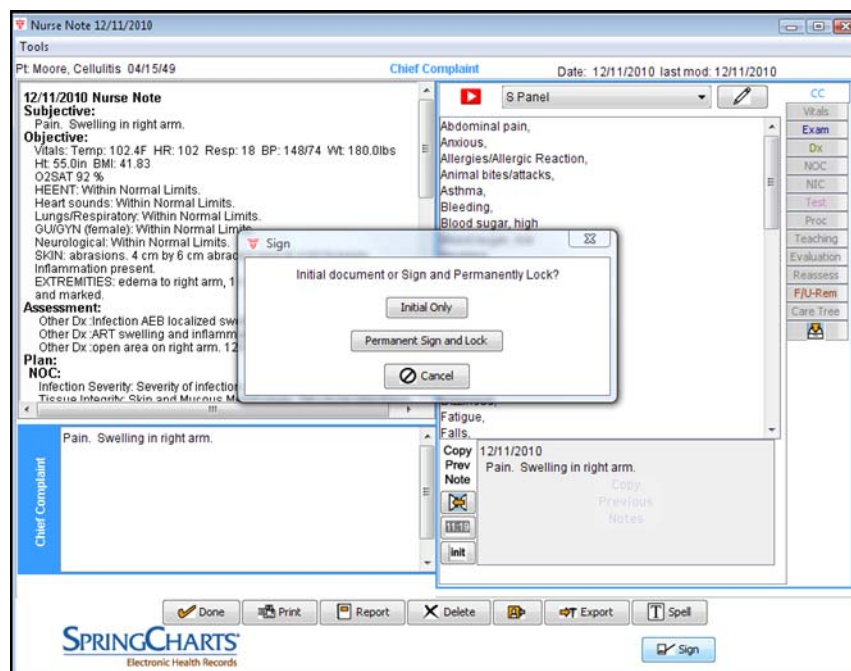 Nurse Note 12/11/2010
Tools
Pt: Moore, Cellulitis 04/15/49
Chief Complaint
Date: 12/11/2010 last mod: 12/11/2010
12/11/2010 Nurse Note
Subjective:
Pain. Swelling in right arm.
Objective:
Vitals: Temp: 102.4F HR: 102 Resp: 18 BP: 148/74 Wt: 180.0lbs
Ht: 55.0in BMI: 41.83
O2SAT 92 %
HEENT: Within Normal Limits.
Heart sounds: Within Normal Limits.
Lungs/Respiratory: Within Normal Limits.
GU/GYN (female): Within Normal Limits.
Neurological: Within Normal Limits.
SKIN: abrasions. 4 cm by 6 cm
Inflammation present.
EXTREMITIES: edema to right arm, 1
and marked.
Assessment:
Other Dx :Infection AEB localized
Other Dx :ART swelling and
Other Dx :open area on right arm. 12
Plan:
NOC:
Infection Severity: Severity of infection
Tissue Integrity: Skin and Mucous
S Panel
Abdominal pain,
Anxious,
Allergies/Allergic Reaction,
Animal bites/attacks,
Asthma,
Bleeding,
Blood sugar, high
Fatigue,
Falls,
CC
Vitals
Exam
Dx
NOC
NIC
Test
Proc
Teaching
Evaluation
Reassess
F/U-Rem
Care Tree
Sign
Initial document or Sign and Permanently Lock?
Initial Only
Permanent Sign and Lock
Cancel
Chief Complaint
Pain. Swelling in right arm.
Copy
Prev
Note
init
12/11/2010
Pain. Swelling in right arm.
Copy
Previous
Notes
Done
Print
Report
Delete
Export
Spell
SPRINGCHARTS
Electronic Health Records
Sign